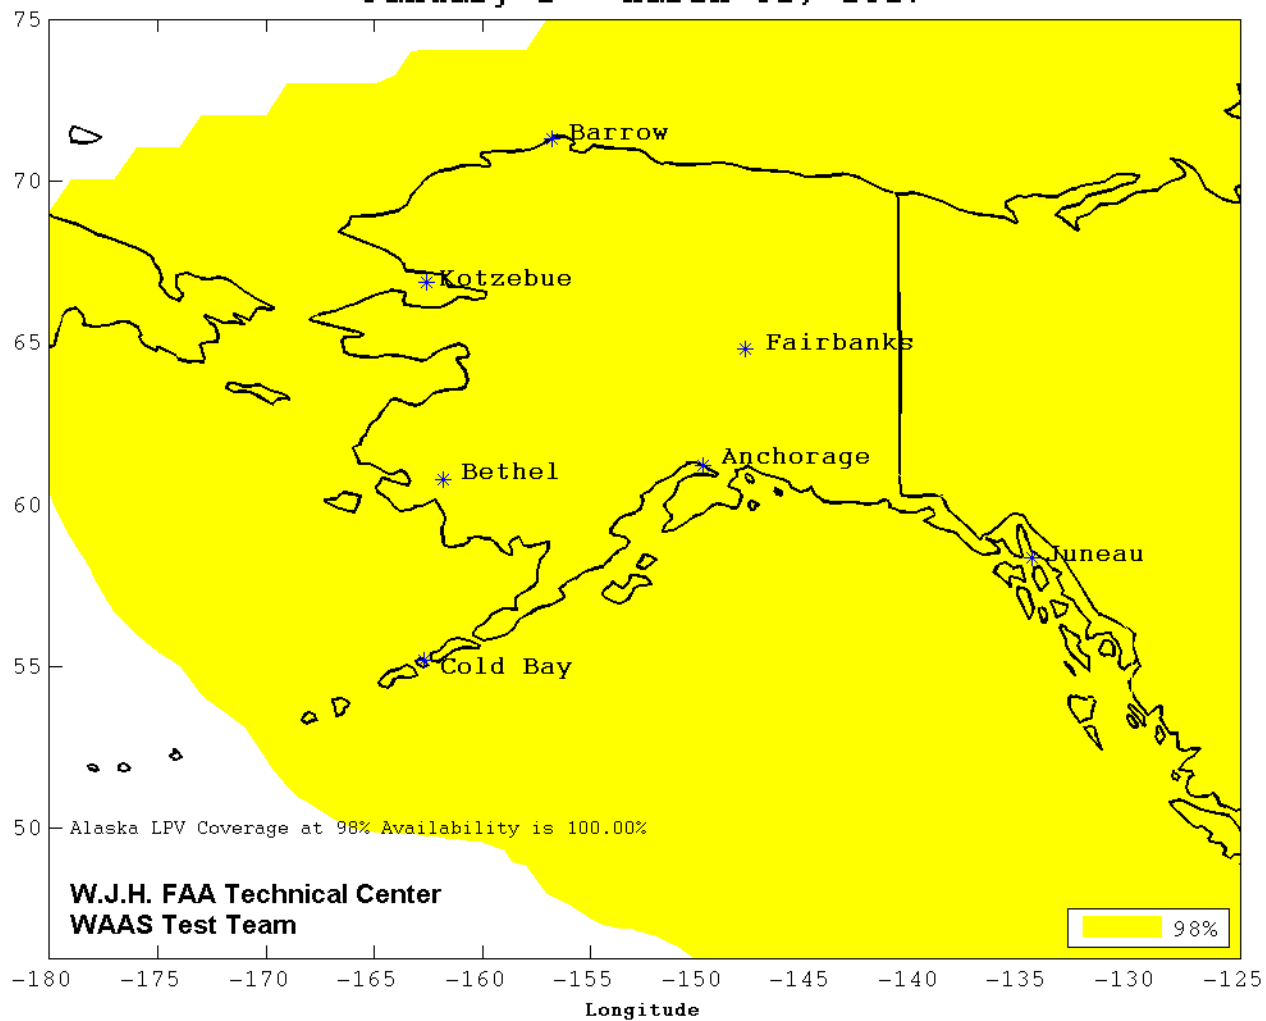 75
Barrow
70
Kotzebue
65
Fairbanks
Anchorage
Bethel
60
Juneau
55
Cold Bay
50
Alaska LPV Coverage at 98% Availability is 100.00%
W.J.H. FAA Technical Center
WAAS Test Team
98%
-180 -175 -170 -165 -160 -155 -150 -145 -140 -135 -130 -125
Longitude